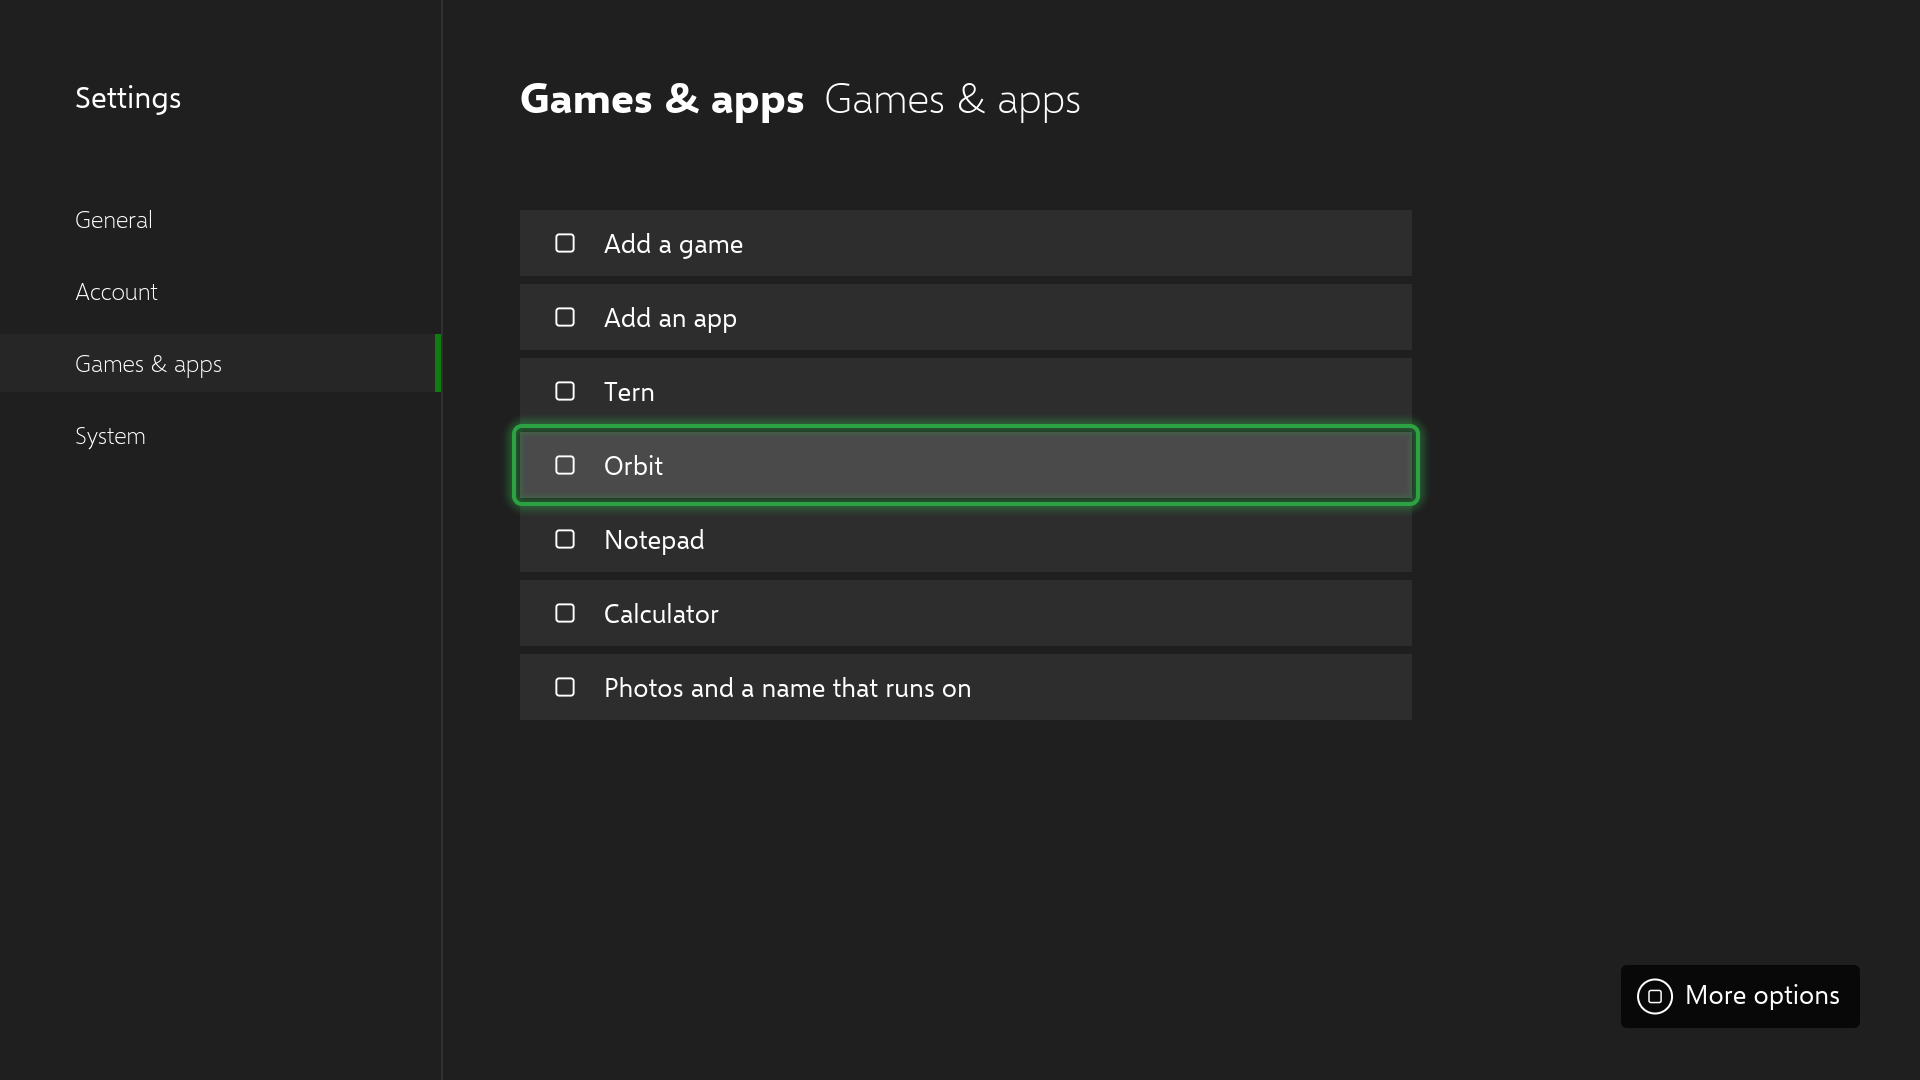 Settings
General
Account
Games & apps
System
Games & apps Games & apps
Add a game
Add an app
Tern
Orbit
Notepad
Calculator
Photos and a name that runs on
More options